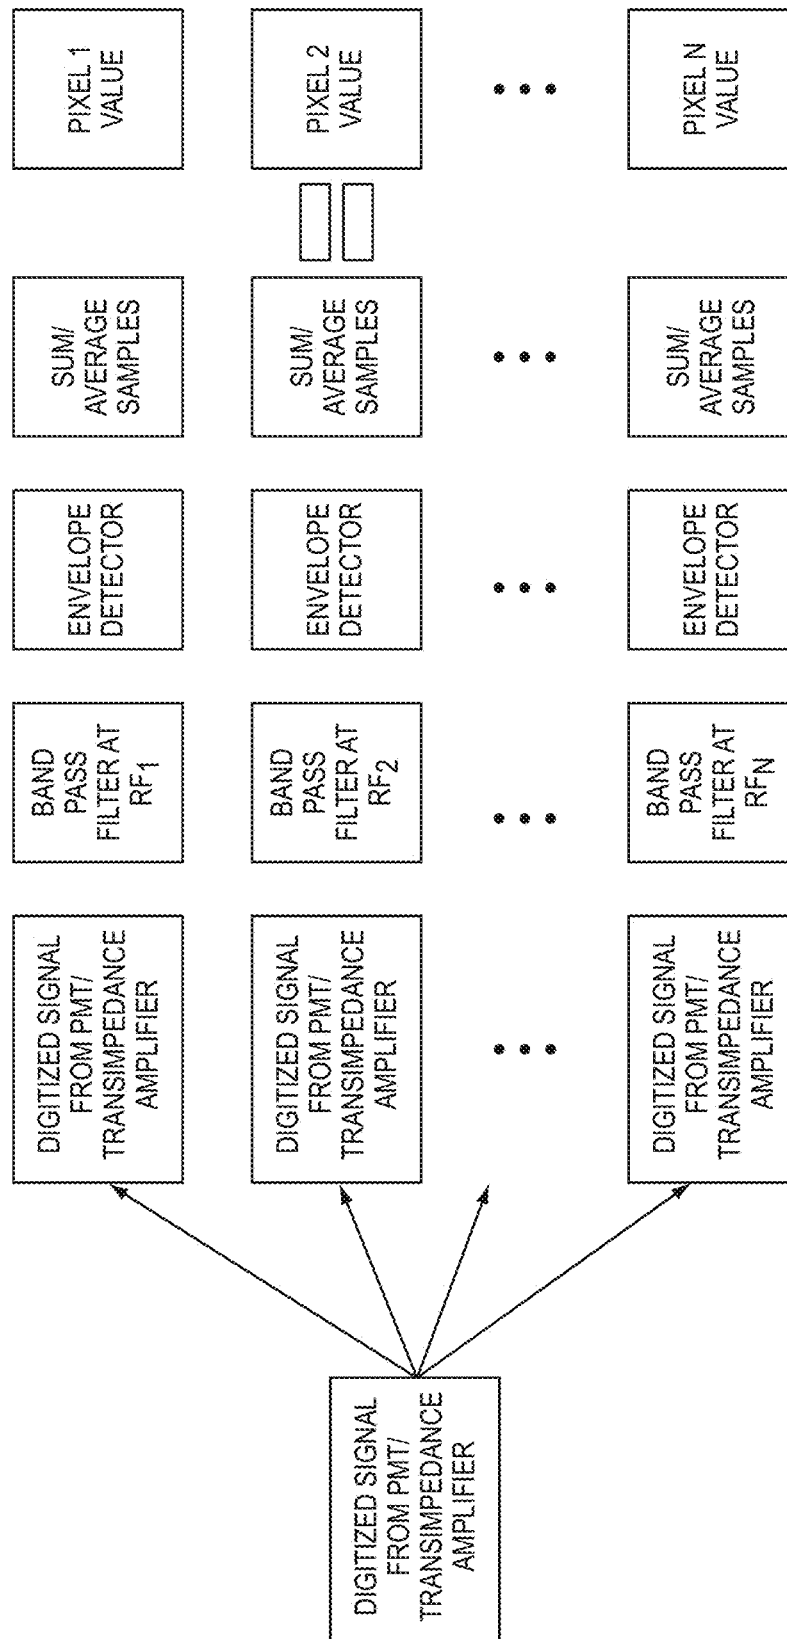 DIGITIZED SIGNAL
FROM PMT/
TRANSIMPEDANCE
AMPLIFIER
DIGITIZED SIGNAL
FROM PMT/
TRANSIMPEDANCE
AMPLIFIER
BAND
PASS
FILTER AT
RF1
ENVELOPE
DETECTOR
SUM/
AVERAGE
SAMPLES
PIXEL 1
VALUE
DIGITIZED SIGNAL
FROM PMT/
TRANSIMPEDANCE
AMPLIFIER
BAND
PASS
FILTER AT
RF2
ENVELOPE
DETECTOR
SUM/
AVERAGE
SAMPLES
PIXEL 2
VALUE
DIGITIZED SIGNAL
FROM PMT/
TRANSIMPEDANCE
AMPLIFIER
BAND
PASS
FILTER AT
RFN
ENVELOPE
DETECTOR
SUM/
AVERAGE
SAMPLES
PIXEL N
VALUE